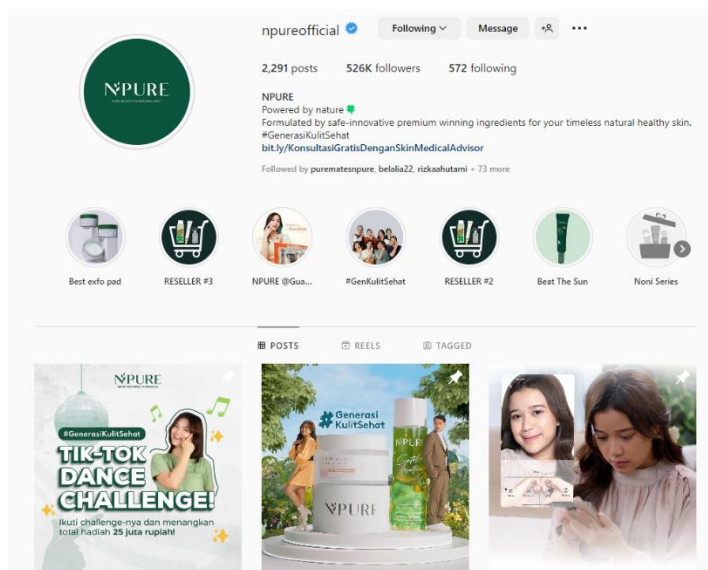 npureofficial Following Message
2,291 posts 526K followers 572 following
NPURE
Powered by nature
Formulated by safe-innovative premium winning ingredients for your timeless natural healthy skin.
#GenerasiKulitSehat
bit.ly/KonsultasiGratisDenganSkinMedicalAdvisor
Followed by purematesnpure, belalia22, rizkaahutami + 73 more
NPURE
Best exfo pad RESELLER #3 NPURE @Gua... #GenKulitSehat RESELLER #2 Beat The Sun Noni Series
POSTS REELS TAGGED
NPURE
#GenerasiKulitSehat
TIK-TOK
DANCE
CHALLENGE!
Ikuti challenge-nya dan menangkan
total hadiah 25 juta rupiah!
# Generasi
KulitSehat
NPURE
NPURE